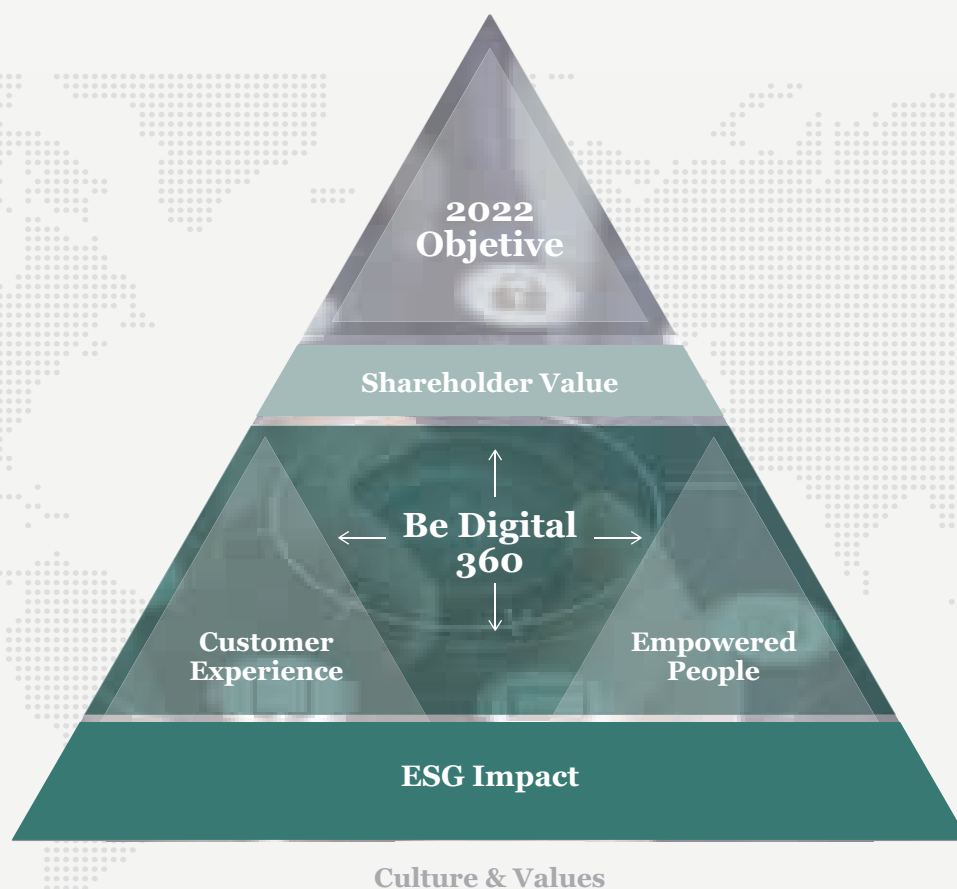 2022
Objetive
Shareholder Value
Be Digital
360
Customer
Experience
Empowered
People
ESG Impact
Culture & Values